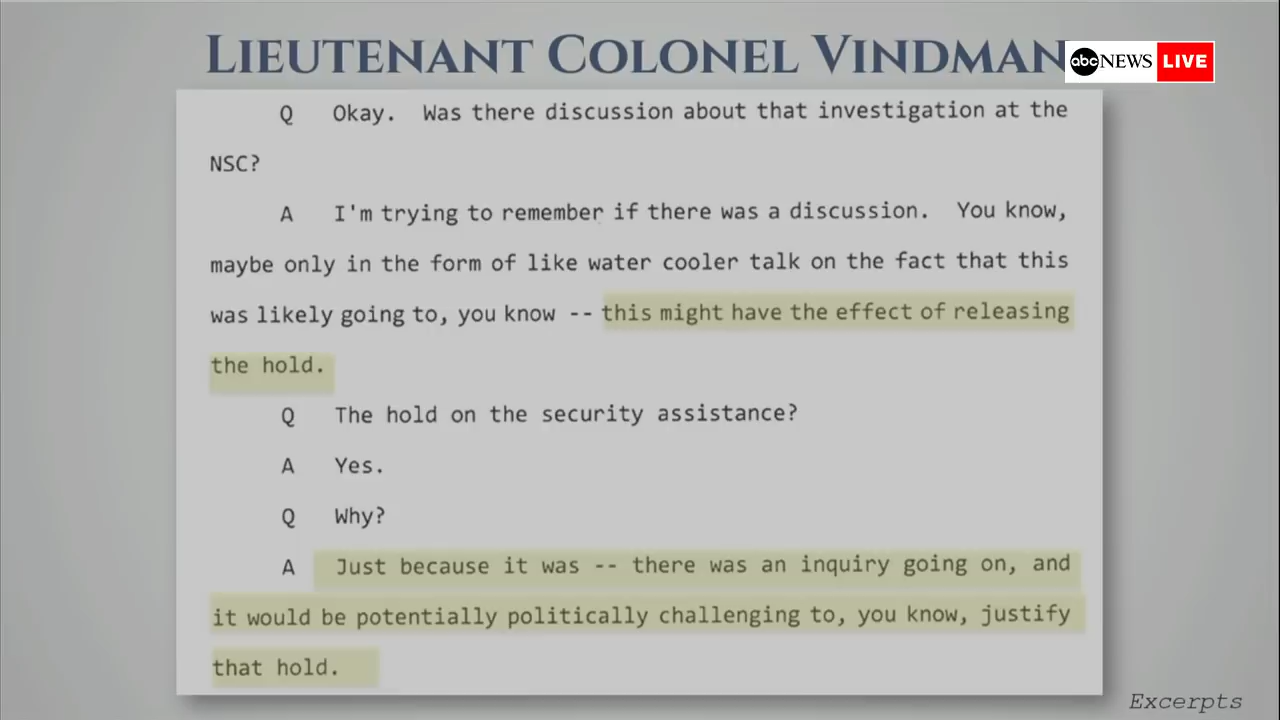 LIEUTENANT COLONEL VINDMAN
abc NEWS LIVE
Q Okay. Was there discussion about that investigation at the
NSC?
A I'm trying to remember if there was a discussion. You know,
maybe only in the form of like water cooler talk on the fact that this
was likely going to, you know -- this might have the effect of releasing
the hold.
Q The hold on the security assistance?
A Yes.
Q Why?
A Just because it was -- there was an inquiry going on, and
it would be potentially politically challenging to, you know, justify
that hold.
Excerpts